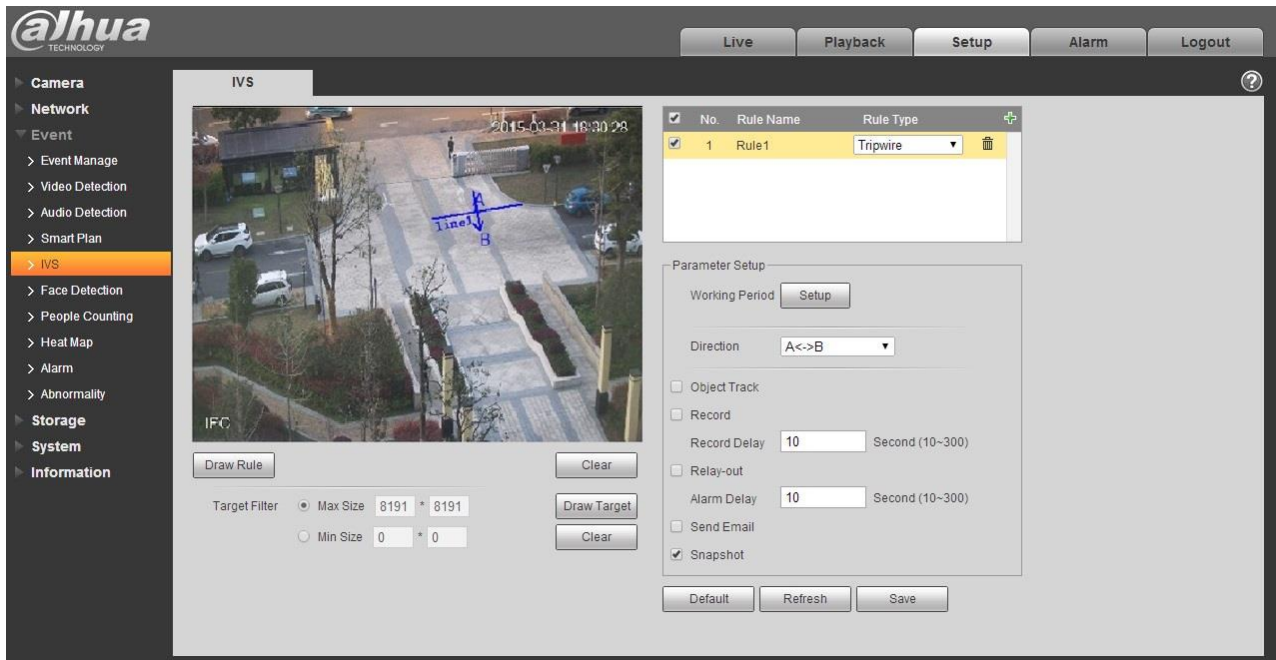 alhua
TECHNOLOGY
Live Playback Setup Alarm Logout
Camera
Network
Event
Event Manage
Video Detection
Audio Detection
Smart Plan
IVS
Face Detection
People Counting
Heat Map
Alarm
Abnormality
Storage
System
Information
IVS
?
2015-03-31 18:30:28
A
line1
B
IPC
Draw Rule Clear
Target Filter Max Size 8191 * 8191 Draw Target
Min Size 0 * 0 Clear
No. Rule Name Rule Type
1 Rule1 Tripwire
Parameter Setup
Working Period Setup
Direction A<->B
Object Track
Record
Record Delay 10 Second (10~300)
Relay-out
Alarm Delay 10 Second (10~300)
Send Email
Snapshot
Default Refresh Save